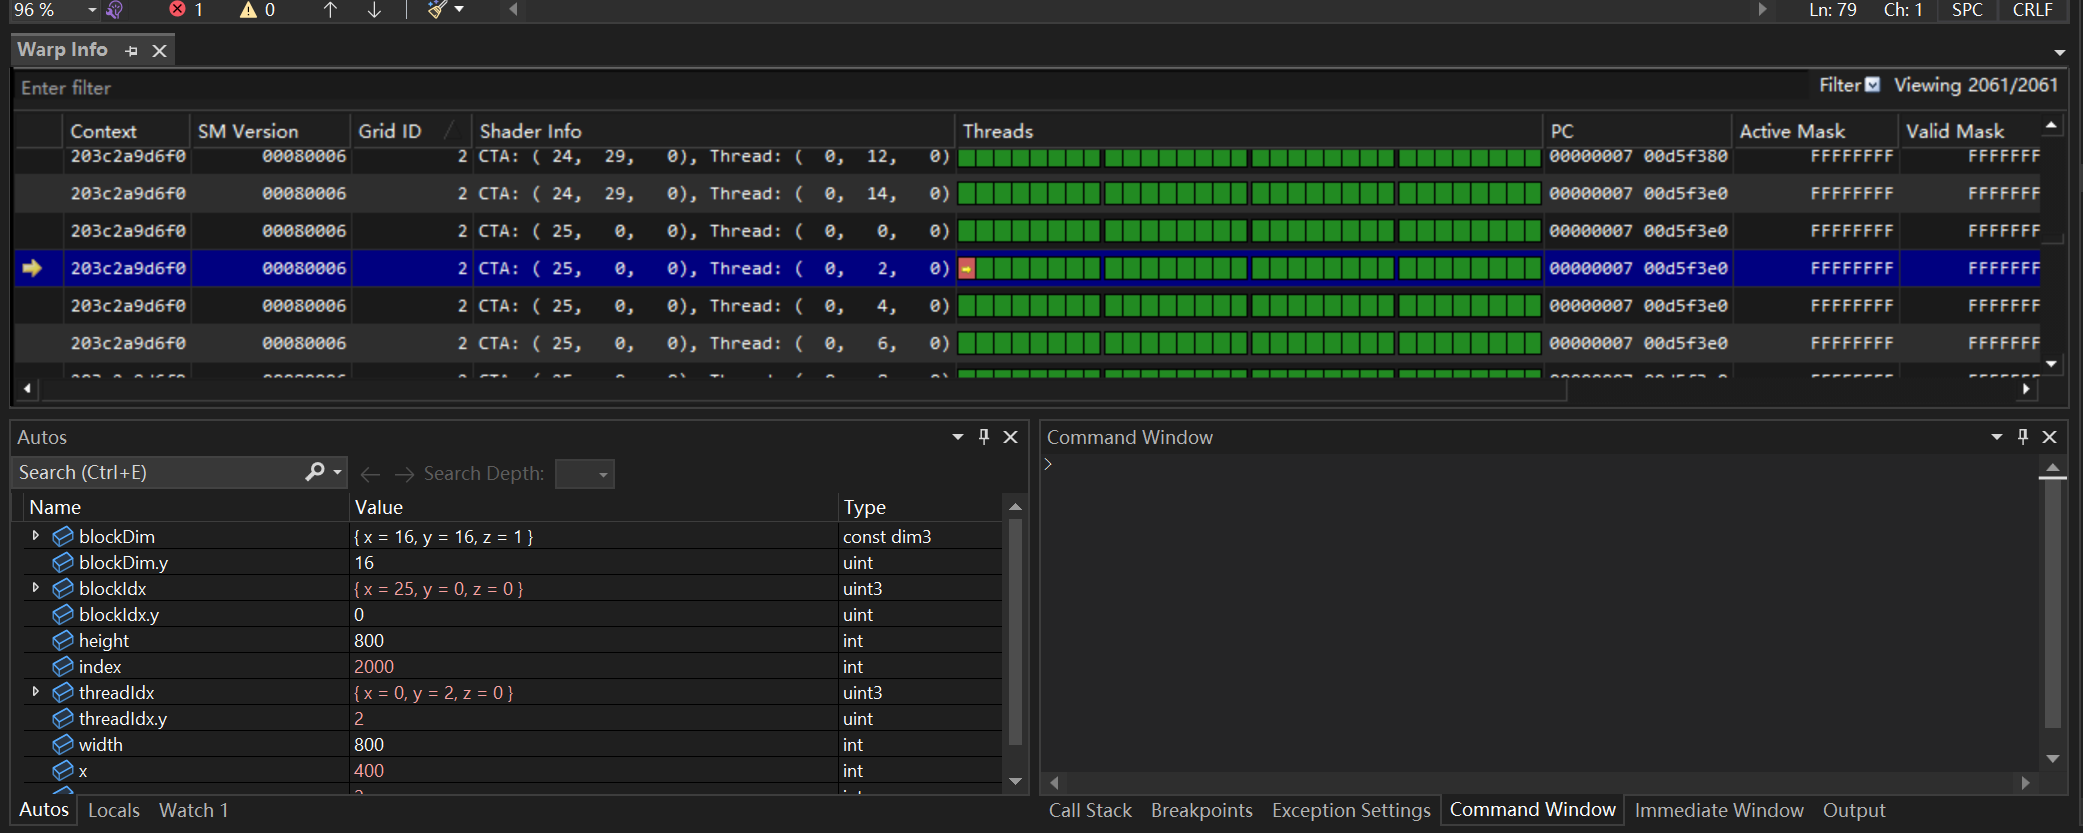 96 % 1 0 Ln: 79 Ch: 1 SPC CRLF
Warp Info
Enter filter Filter Viewing 2061/2061
Context SM Version Grid ID Shader Info Threads PC Active Mask Valid Mask
203c2a9d6f0 00080006 2 CTA: ( 24, 29, 0), Thread: ( 0, 12, 0) 00000007 00d5f380 FFFFFFFF FFFFFFF
203c2a9d6f0 00080006 2 CTA: ( 24, 29, 0), Thread: ( 0, 14, 0) 00000007 00d5f3e0 FFFFFFFF FFFFFFF
203c2a9d6f0 00080006 2 CTA: ( 25, 0, 0), Thread: ( 0, 0, 0) 00000007 00d5f3e0 FFFFFFFF FFFFFFF
203c2a9d6f0 00080006 2 CTA: ( 25, 0, 0), Thread: ( 0, 2, 0) 00000007 00d5f3e0 FFFFFFFF FFFFFFF
203c2a9d6f0 00080006 2 CTA: ( 25, 0, 0), Thread: ( 0, 4, 0) 00000007 00d5f3e0 FFFFFFFF FFFFFFF
203c2a9d6f0 00080006 2 CTA: ( 25, 0, 0), Thread: ( 0, 6, 0) 00000007 00d5f3e0 FFFFFFFF FFFFFFF
Autos
Search (Ctrl+E) Search Depth:
Name Value Type
blockDim { x = 16, y = 16, z = 1 } const dim3
blockDim.y 16 uint
blockIdx { x = 25, y = 0, z = 0 } uint3
blockIdx.y 0 uint
height 800 int
index 2000 int
threadIdx { x = 0, y = 2, z = 0 } uint3
threadIdx.y 2 uint
width 800 int
x 400 int
Autos Locals Watch 1
Command Window
>
Call Stack Breakpoints Exception Settings Command Window Immediate Window Output